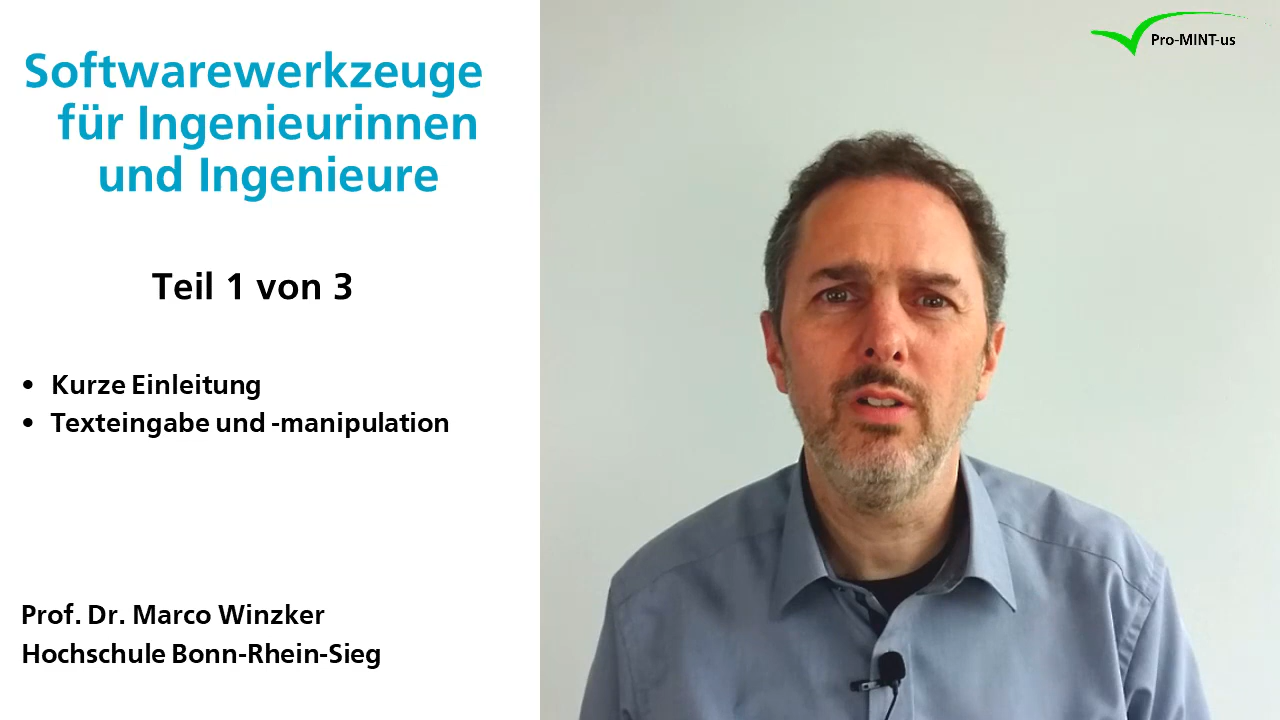 Softwarewerkzeuge
für Ingenieurinnen
und Ingenieure
Teil 1 von 3
• Kurze Einleitung
• Texteingabe und -manipulation
Prof. Dr. Marco Winzker
Hochschule Bonn-Rhein-Sieg
Pro-MINT-us